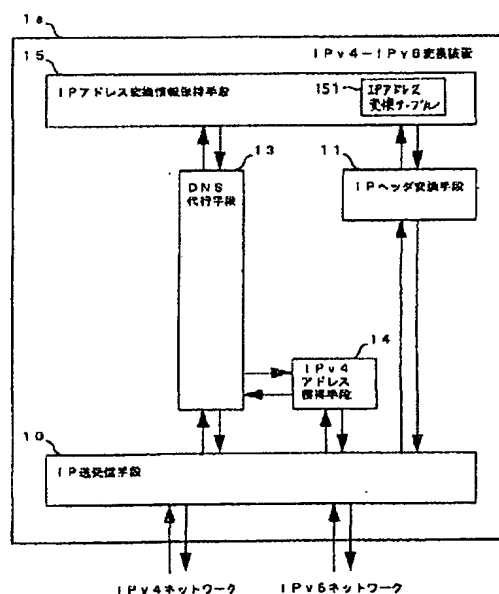 1a
IPv4－IPv6変換装置
15
IPアドレス変換情報保持手段
151
IPアドレス
変換テーブル
13
DNS
代行手段
11
IPヘッダ変換手段
14
IPv4
アドレス
獲得手段
10
IP送受信手段
IPv4ネットワーク
IPv6ネットワーク